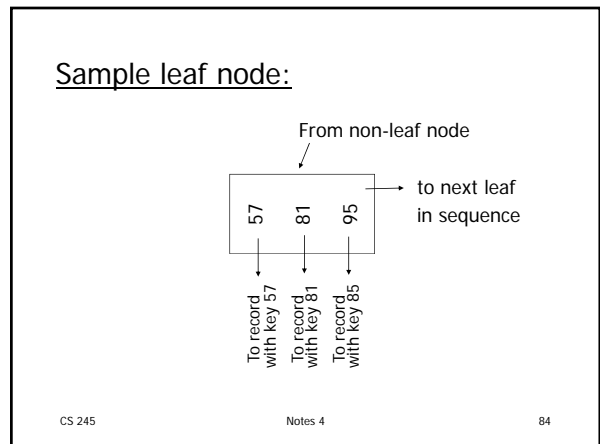 Sample leaf node:
From non-leaf node
to next leaf
in sequence
57
81
95
To record
with key 57
To record
with key 81
To record
with key 85
CS 245
Notes 4
84